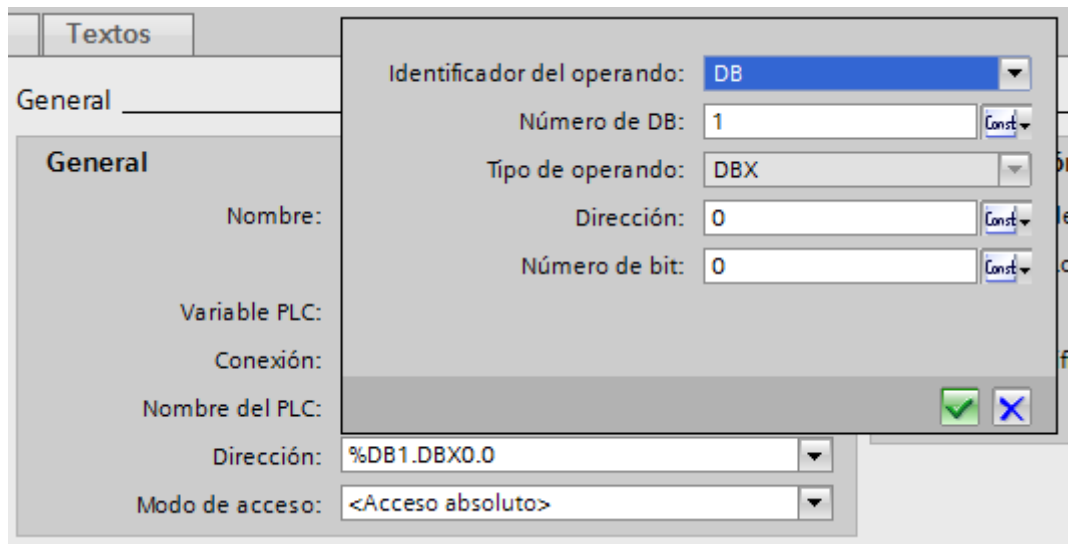 Textos
General
General
Nombre:
Variable PLC:
Conexión:
Nombre del PLC:
Dirección: %DB1.DBX0.0
Modo de acceso: <Acceso absoluto>
Identificador del operando: DB
Número de DB: 1 Const
Tipo de operando: DBX
Dirección: 0 Const
Número de bit: 0 Const